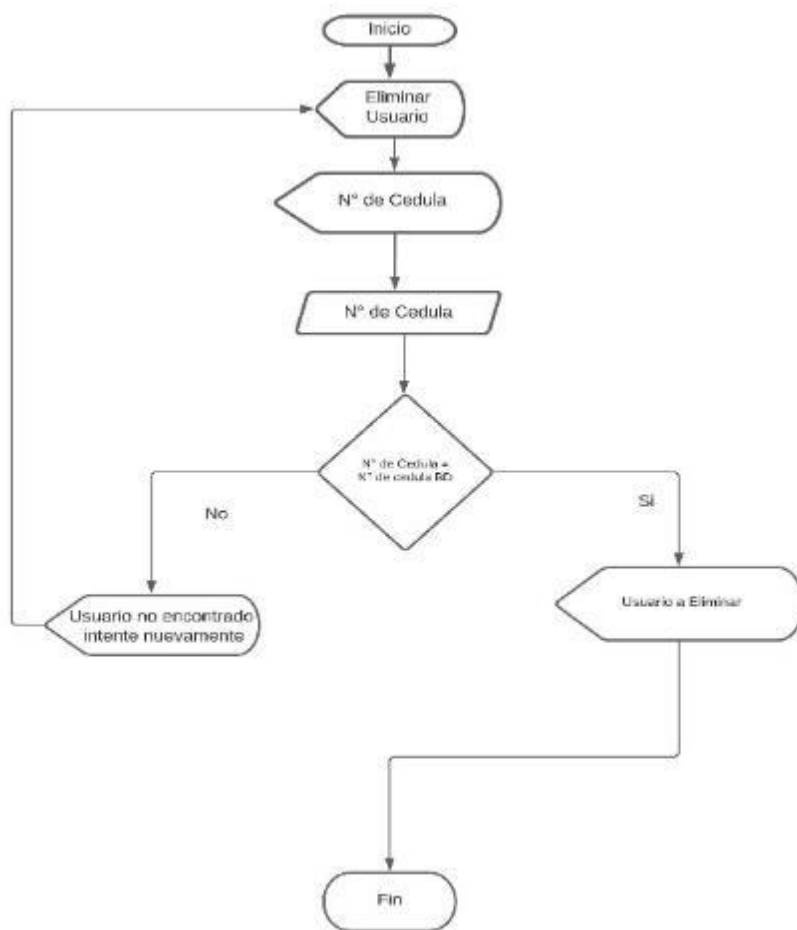 Inicio
Eliminar
Usuario
N° de Cedula
N° de Cedula
N° de Cedula =
N° de cedula BD
No
Si
Usuario no encontrado
intente nuevamente
Usuario a Eliminar
Fin